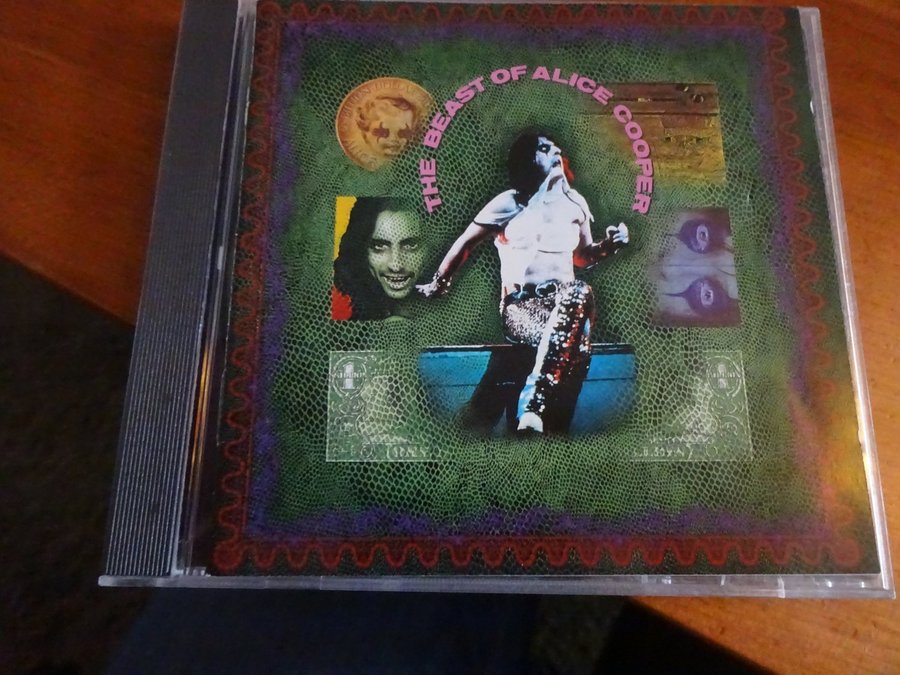 THE BEAST OF ALICE COOPER